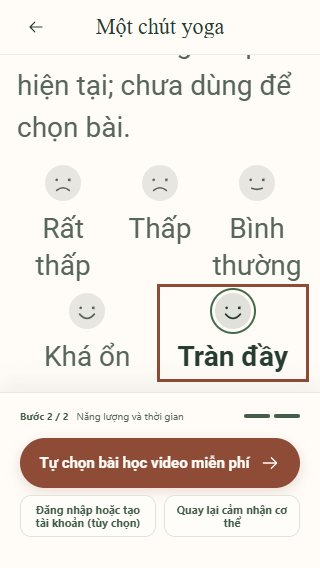 Một chút yoga
hiện tại; chưa dùng để
chọn bài.
Rất thấp
Thấp
Bình thường
Khá ổn
Tràn đầy
Bước 2 / 2 Năng lượng và thời gian
Tự chọn bài học video miễn phí
Đăng nhập hoặc tạo
tài khoản (tùy chọn)
Quay lại cảm nhận cơ
thể